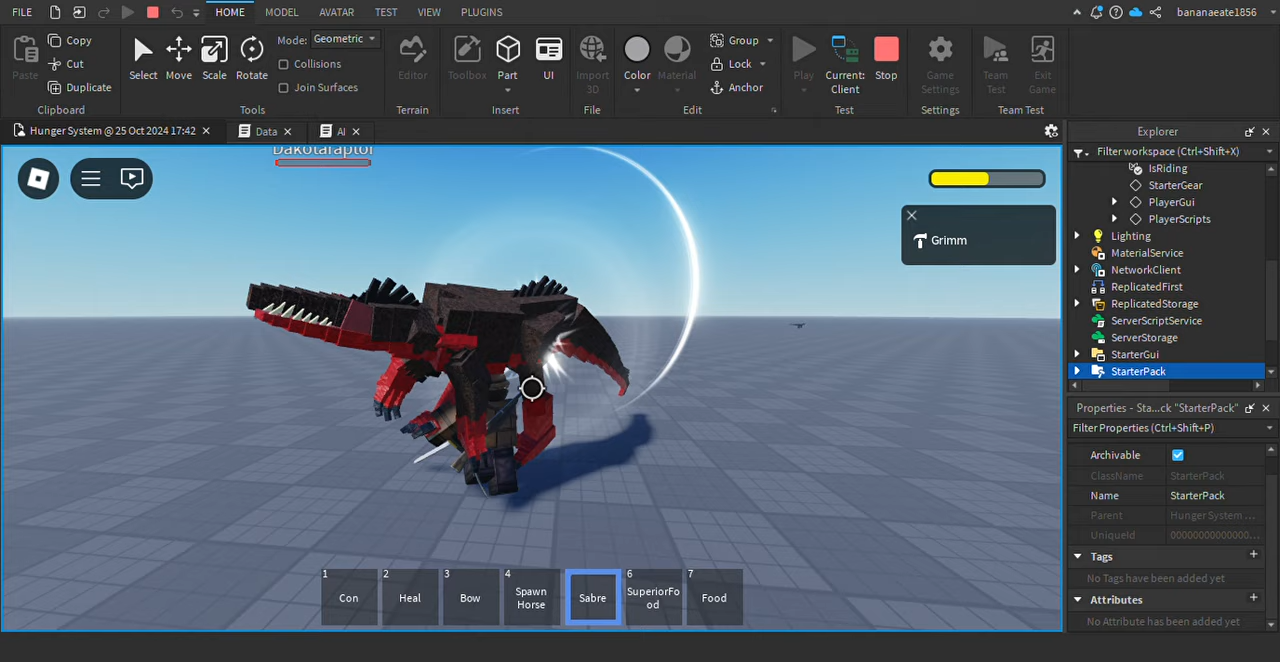 FILE HOME MODEL AVATAR TEST VIEW PLUGINS bananaeate1856
Paste Copy Cut Duplicate Clipboard
Select Move Scale Rotate Mode: Geometric Collisions Join Surfaces Tools
Editor Terrain
Toolbox Part UI Insert
Import 3D File
Color Material Group Lock Anchor Edit
Play Current: Client Stop Test
Game Settings Settings
Team Test Exit Game Team Test
Hunger System @ 25 Oct 2024 17:42 Data AI
Dakotaraptor
Grimm
1 Con
2 Heal
3 Bow
4 Spawn Horse
Sabre
6 SuperiorFo
od
7 Food
Explorer
Filter workspace (Ctrl+Shift+X)
IsRiding
StarterGear
PlayerGui
PlayerScripts
Lighting
MaterialService
NetworkClient
ReplicatedFirst
ReplicatedStorage
ServerScriptService
ServerStorage
StarterGui
StarterPack
Properties - Sta...ck "StarterPack"
Filter Properties (Ctrl+Shift+P)
Archivable
ClassName StarterPack
Name StarterPack
Parent Hunger System ...
UniqueId 00000000000000...
Tags
No Tags have been added yet
Attributes
No Attribute has been added yet